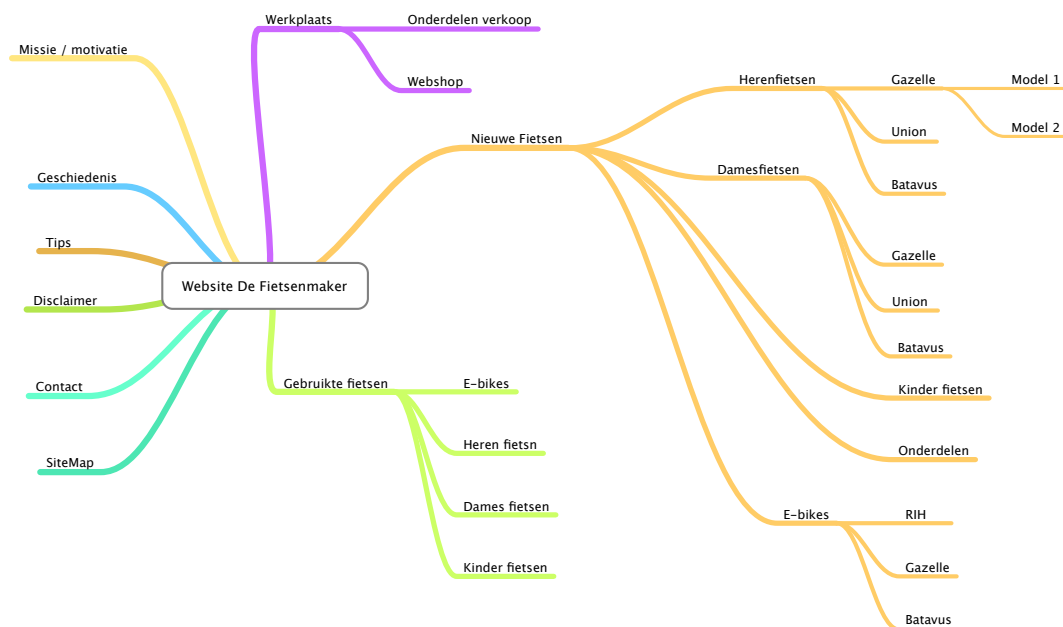 Werkplaats
Onderdelen verkoop
Webshop
Missie / motivatie
Geschiedenis
Tips
Disclaimer
Contact
SiteMap
Website De Fietsenmaker
Nieuwe Fietsen
Herenfietsen
Gazelle
Model 1
Model 2
Union
Batavus
Damesfietsen
Gazelle
Union
Batavus
Kinder fietsen
Onderdelen
E-bikes
RIH
Gazelle
Batavus
Gebruikte fietsen
E-bikes
Heren fietsn
Dames fietsen
Kinder fietsen